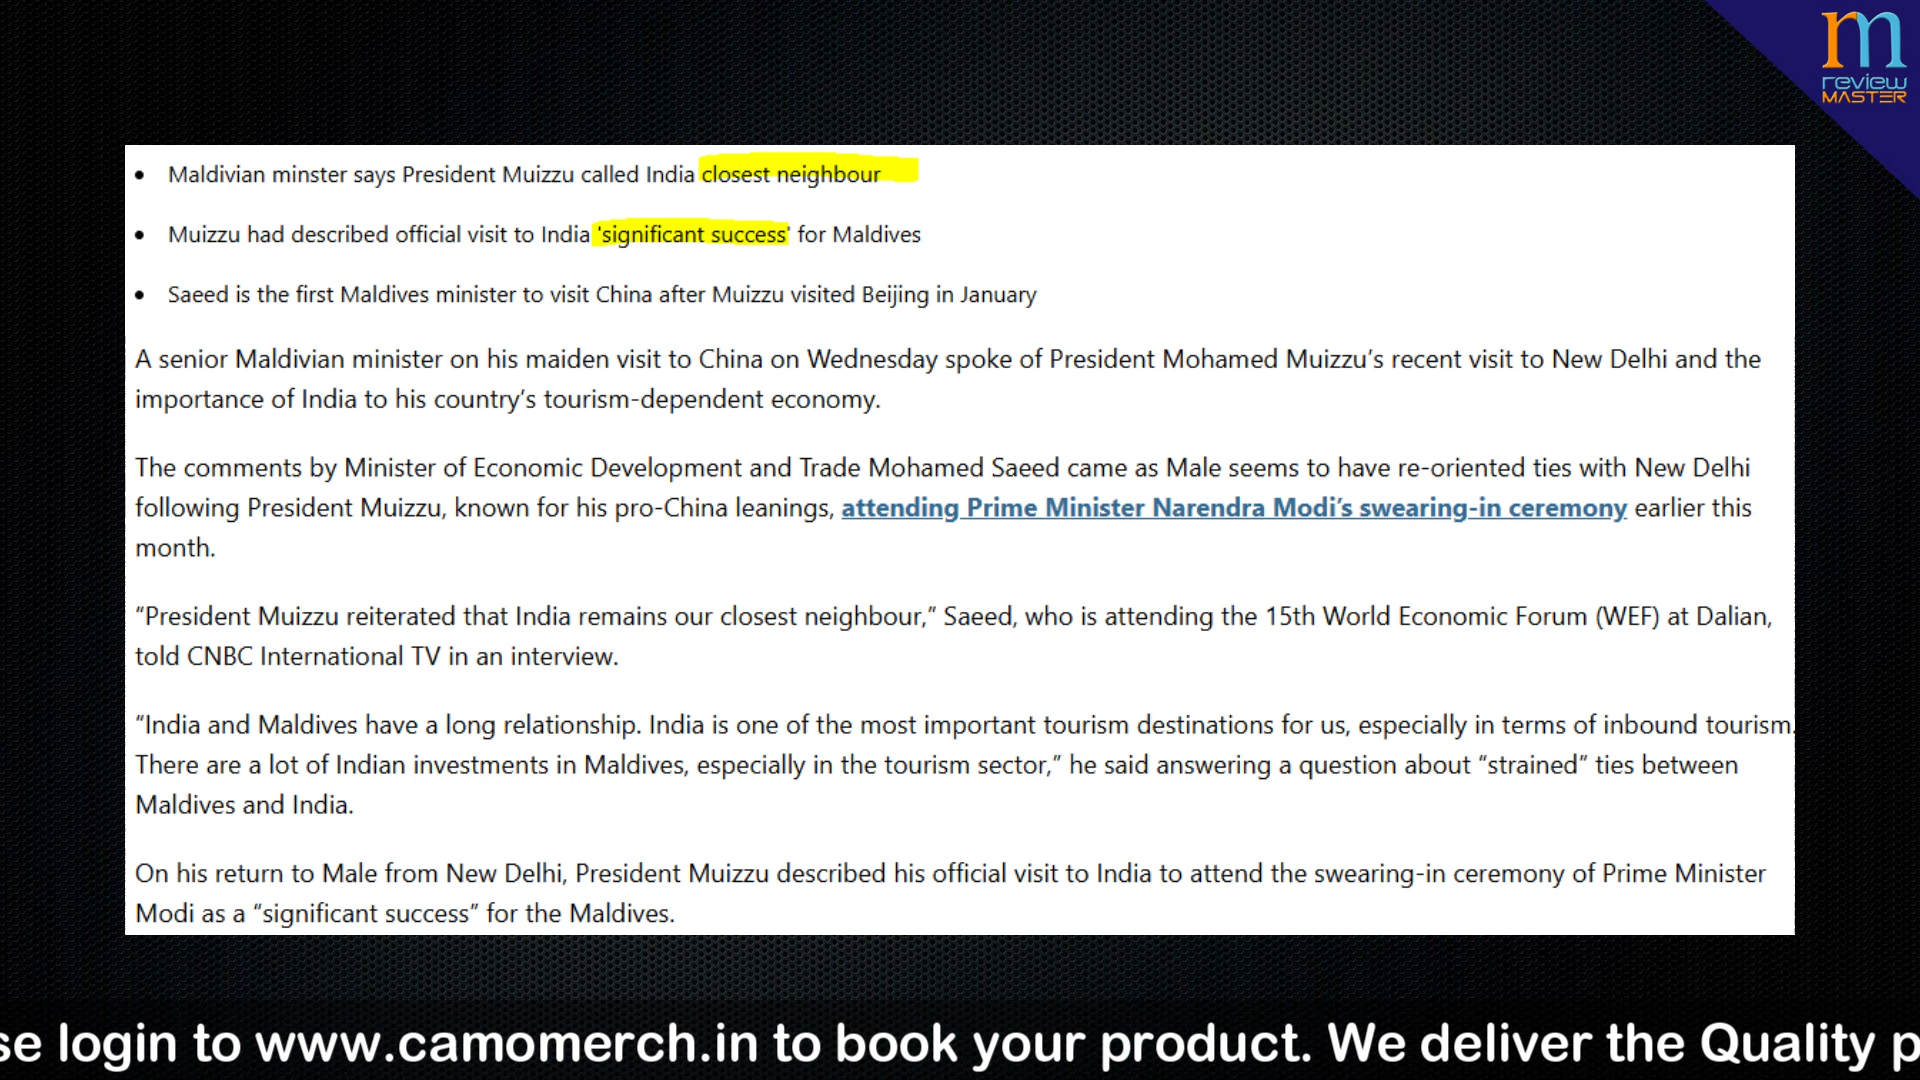 rm
review
MASTER
• Maldivian minster says President Muizzu called India closest neighbour
• Muizzu had described official visit to India 'significant success' for Maldives
• Saeed is the first Maldives minister to visit China after Muizzu visited Beijing in January
A senior Maldivian minister on his maiden visit to China on Wednesday spoke of President Mohamed Muizzu’s recent visit to New Delhi and the
importance of India to his country’s tourism-dependent economy.
The comments by Minister of Economic Development and Trade Mohamed Saeed came as Male seems to have re-oriented ties with New Delhi
following President Muizzu, known for his pro-China leanings, attending Prime Minister Narendra Modi’s swearing-in ceremony earlier this
month.
“President Muizzu reiterated that India remains our closest neighbour,” Saeed, who is attending the 15th World Economic Forum (WEF) at Dalian,
told CNBC International TV in an interview.
“India and Maldives have a long relationship. India is one of the most important tourism destinations for us, especially in terms of inbound tourism.
There are a lot of Indian investments in Maldives, especially in the tourism sector,” he said answering a question about “strained” ties between
Maldives and India.
On his return to Male from New Delhi, President Muizzu described his official visit to India to attend the swearing-in ceremony of Prime Minister
Modi as a “significant success” for the Maldives.
se login to www.camomerch.in to book your product. We deliver the Quality p